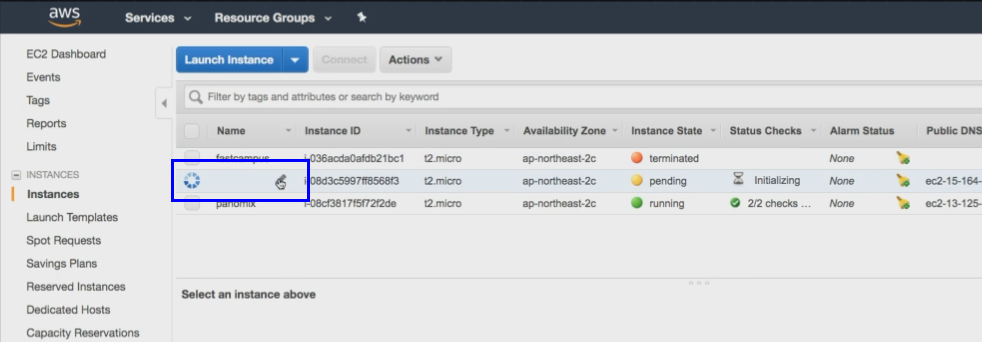 aws Services Resource Groups
EC2 Dashboard
Events
Tags
Reports
Limits
INSTANCES
Instances
Launch Templates
Spot Requests
Savings Plans
Reserved Instances
Dedicated Hosts
Capacity Reservations
Launch Instance Connect Actions
Filter by tags and attributes or search by keyword
Name Instance ID Instance Type Availability Zone Instance State Status Checks Alarm Status Public DNS
fastcampus i-036acda0afdb21bc1 t2.micro ap-northeast-2c terminated None
i-08d3c5997ff8568f3 t2.micro ap-northeast-2c pending Initializing None ec2-15-164-
panomix i-08cf3817f5f72f2de t2.micro ap-northeast-2c running 2/2 checks ... None ec2-13-125-
Select an instance above